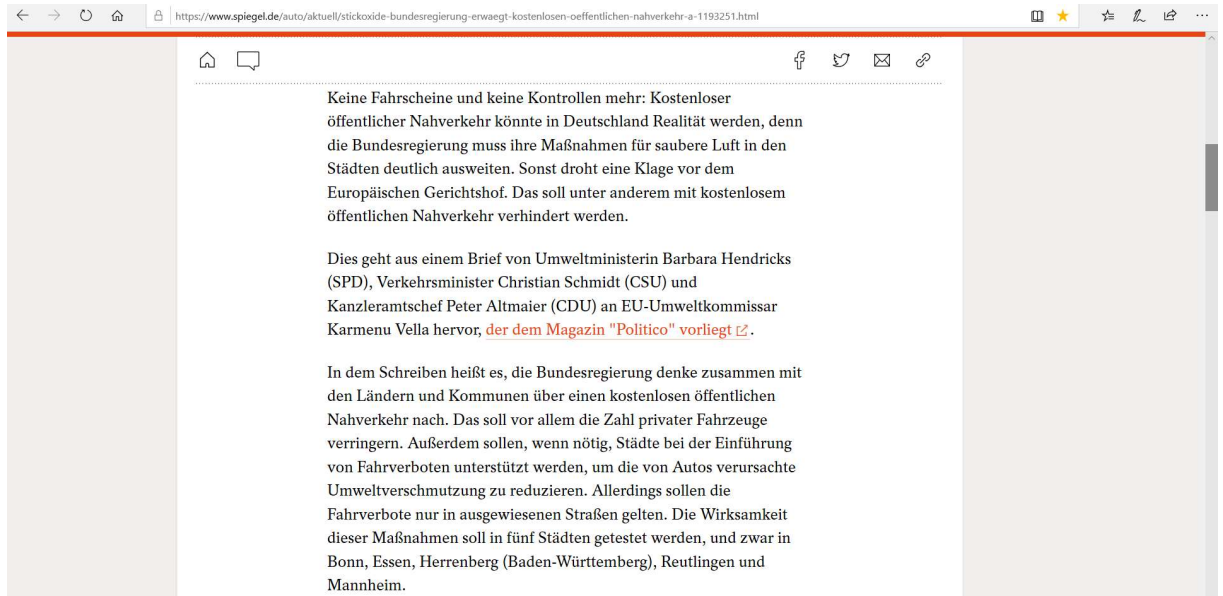 https://www.spiegel.de/auto/aktuell/stickoxide-bundesregierung-erwaegt-kostenlosen-oeffentlichen-nahverkehr-a-1193251.html
Keine Fahrscheine und keine Kontrollen mehr: Kostenloser
öffentlicher Nahverkehr könnte in Deutschland Realität werden, denn
die Bundesregierung muss ihre Maßnahmen für saubere Luft in den
Städten deutlich ausweiten. Sonst droht eine Klage vor dem
Europäischen Gerichtshof. Das soll unter anderem mit kostenlosem
öffentlichen Nahverkehr verhindert werden.
Dies geht aus einem Brief von Umweltministerin Barbara Hendricks
(SPD), Verkehrsminister Christian Schmidt (CSU) und
Kanzleramtschef Peter Altmaier (CDU) an EU-Umweltkommissar
Karmenu Vella hervor, der dem Magazin "Politico" vorliegt.
In dem Schreiben heißt es, die Bundesregierung denke zusammen mit
den Ländern und Kommunen über einen kostenlosen öffentlichen
Nahverkehr nach. Das soll vor allem die Zahl privater Fahrzeuge
verringern. Außerdem sollen, wenn nötig, Städte bei der Einführung
von Fahrverboten unterstützt werden, um die von Autos verursachte
Umweltverschmutzung zu reduzieren. Allerdings sollen die
Fahrverbote nur in ausgewiesenen Straßen gelten. Die Wirksamkeit
dieser Maßnahmen soll in fünf Städten getestet werden, und zwar in
Bonn, Essen, Herrenberg (Baden-Württemberg), Reutlingen und
Mannheim.